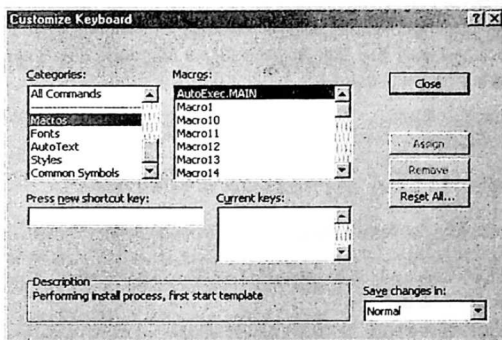 Customize Keyboard
Categories:
All Commands
Macros
Fonts
AutoText
Styles
Common Symbols
Macros:
AutoExec.MAIN
Macro1
Macro10
Macro11
Macro12
Macro13
Macro14
Close
Assign
Remove
Reset All...
Press new shortcut key:
Current keys:
Description
Performing install process, first start template
Save changes in:
Normal